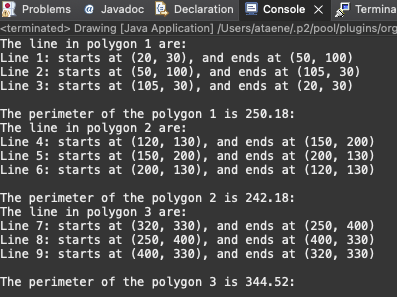 Problems @ Javadoc Declaration Console Termina
<terminated> Drawing [Java Application] /Users/ataene/.p2/pool/plugins/org
The line in polygon 1 are:
Line 1: starts at (20, 30), and ends at (50, 100)
Line 2: starts at (50, 100), and ends at (105, 30)
Line 3: starts at (105, 30), and ends at (20, 30)
The perimeter of the polygon 1 is 250.18:
The line in polygon 2 are:
Line 4: starts at (120, 130), and ends at (150, 200)
Line 5: starts at (150, 200), and ends at (200, 130)
Line 6: starts at (200, 130), and ends at (120, 130)
The perimeter of the polygon 2 is 242.18:
The line in polygon 3 are:
Line 7: starts at (320, 330), and ends at (250, 400)
Line 8: starts at (250, 400), and ends at (400, 330)
Line 9: starts at (400, 330), and ends at (320, 330)
The perimeter of the polygon 3 is 344.52: